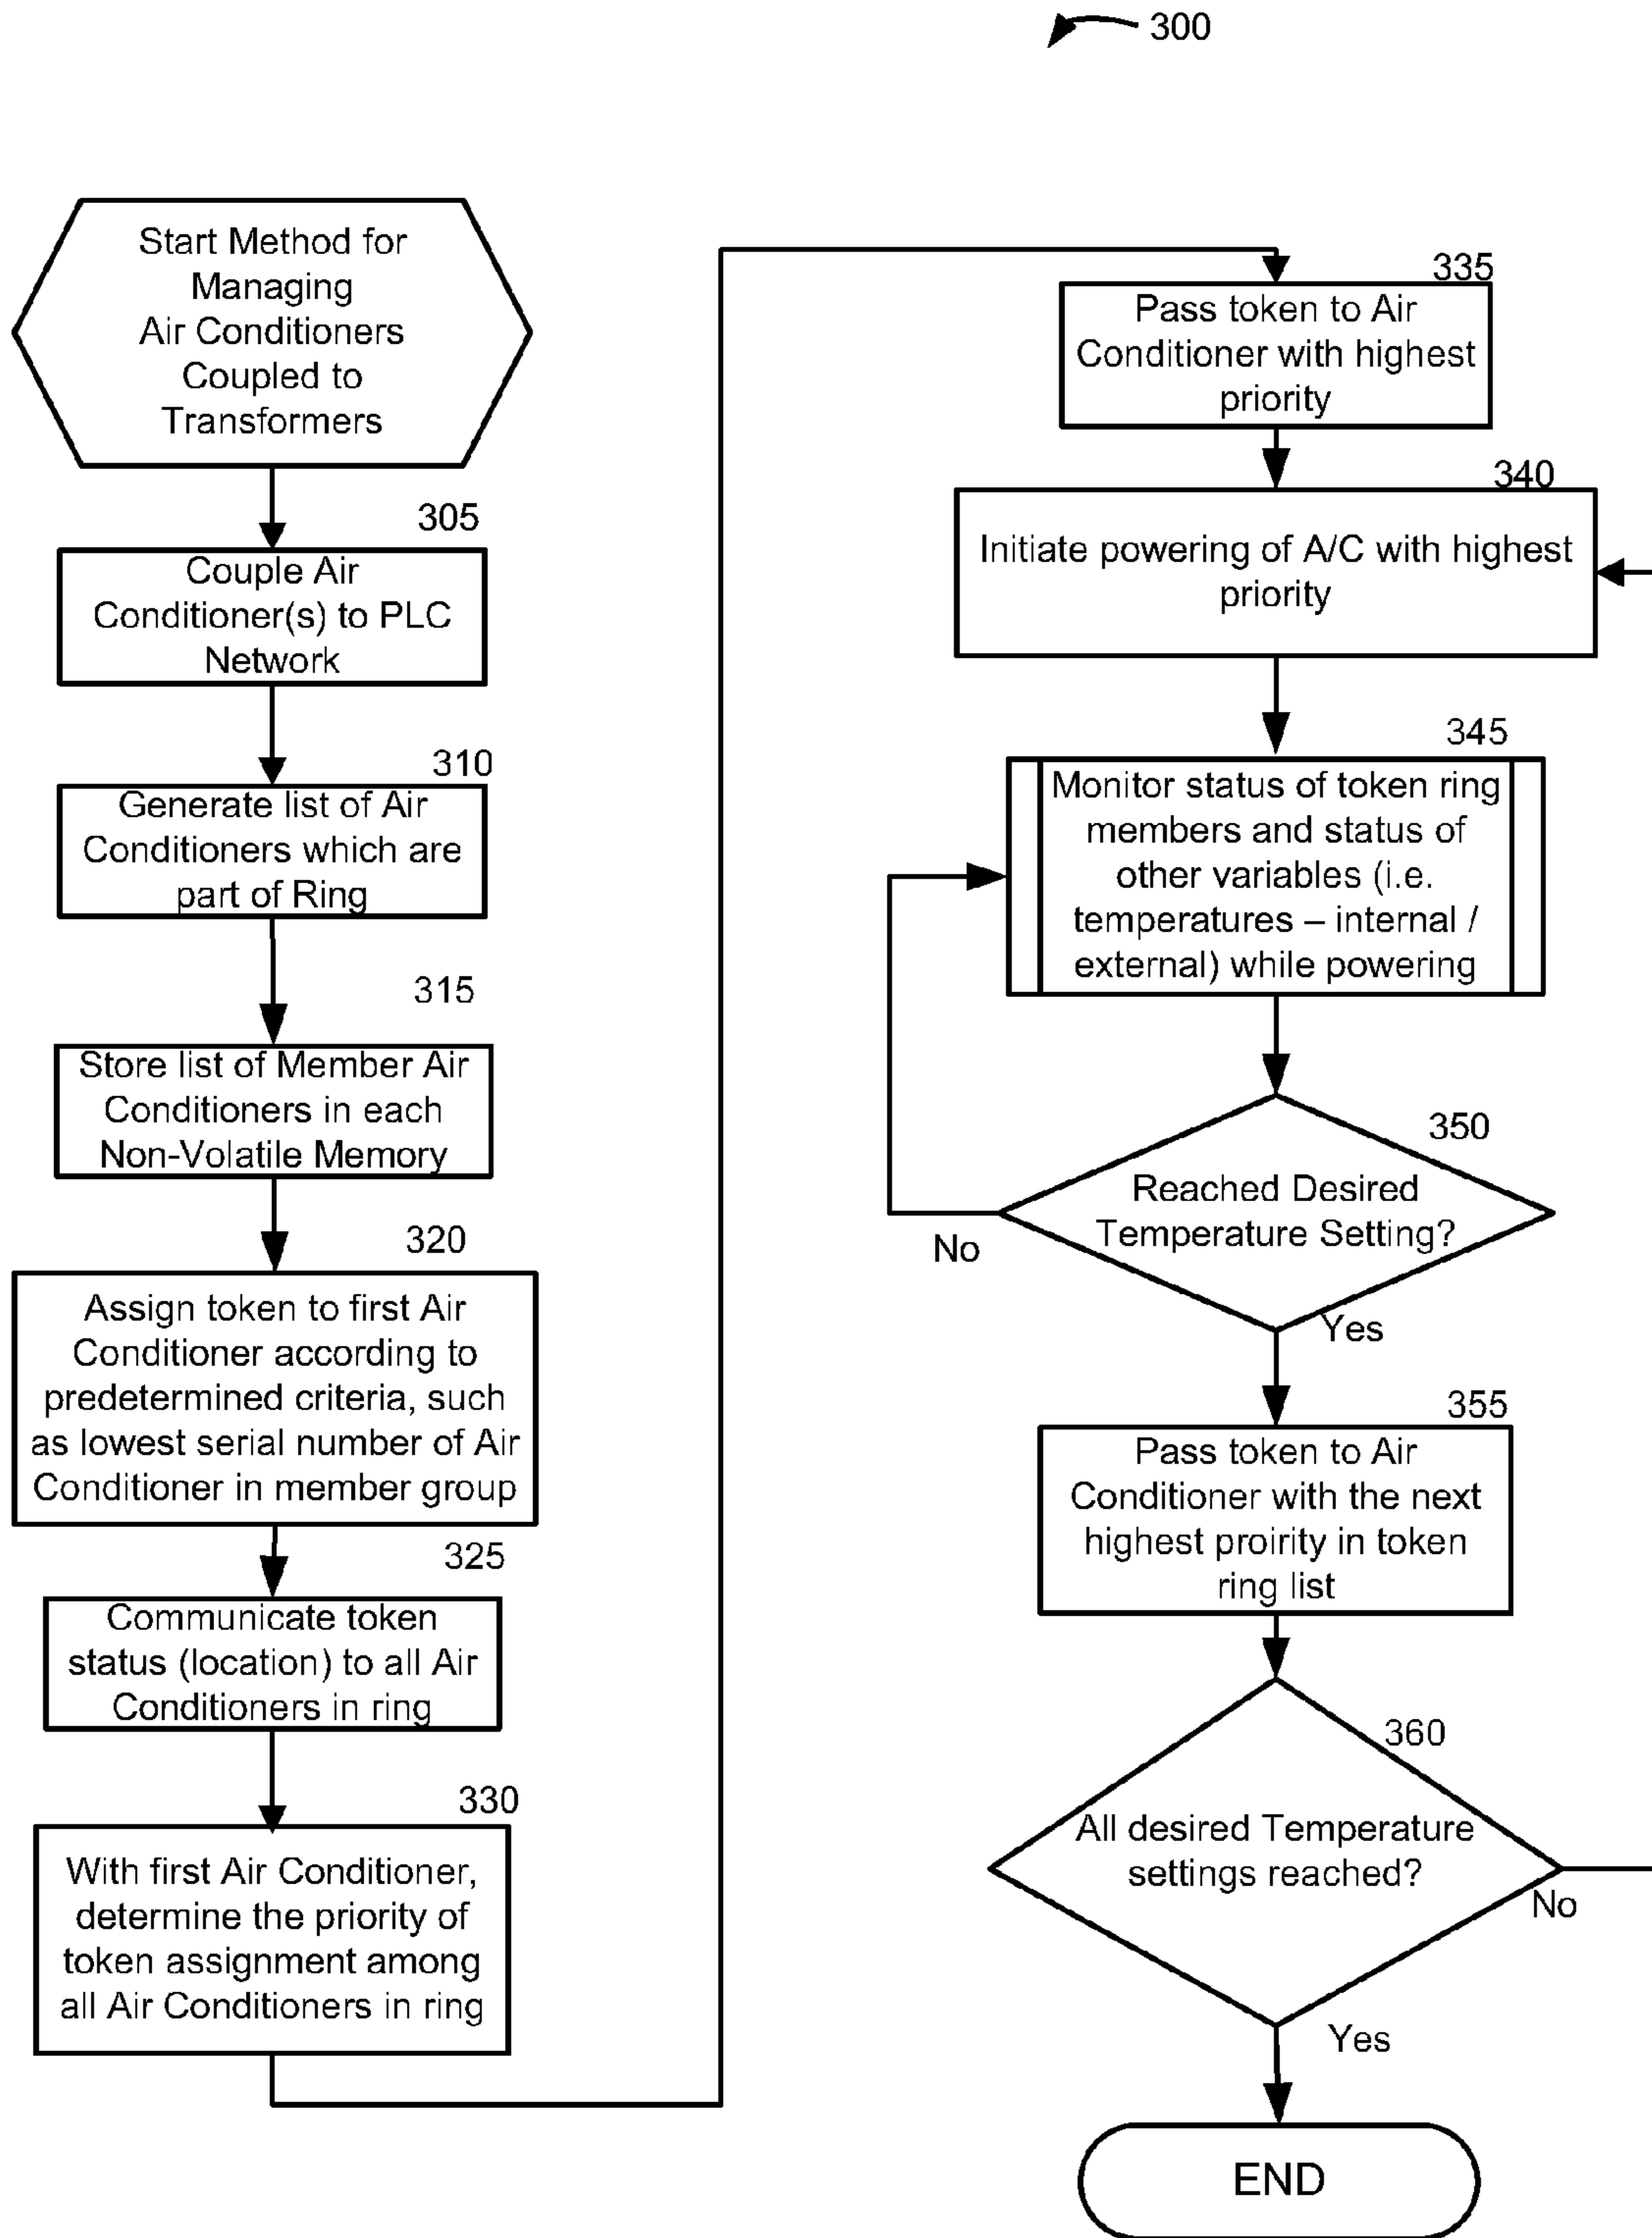 300
Start Method for
Managing
Air Conditioners
Coupled to
Transformers
305
Couple Air
Conditioner(s) to PLC
Network
310
Generate list of Air
Conditioners which are
part of Ring
315
Store list of Member Air
Conditioners in each
Non-Volatile Memory
320
Assign token to first Air
Conditioner according to
predetermined criteria, such
as lowest serial number of Air
Conditioner in member group
325
Communicate token
status (location) to all Air
Conditioners in ring
330
With first Air Conditioner,
determine the priority of
token assignment among
all Air Conditioners in ring
335
Pass token to Air
Conditioner with highest
priority
340
Initiate powering of A/C with highest
priority
345
Monitor status of token ring
members and status of
other variables (i.e.
temperatures – internal /
external) while powering
350
Reached Desired
Temperature Setting?
No
Yes
355
Pass token to Air
Conditioner with the next
highest proirity in token
ring list
360
All desired Temperature
settings reached?
No
Yes
END